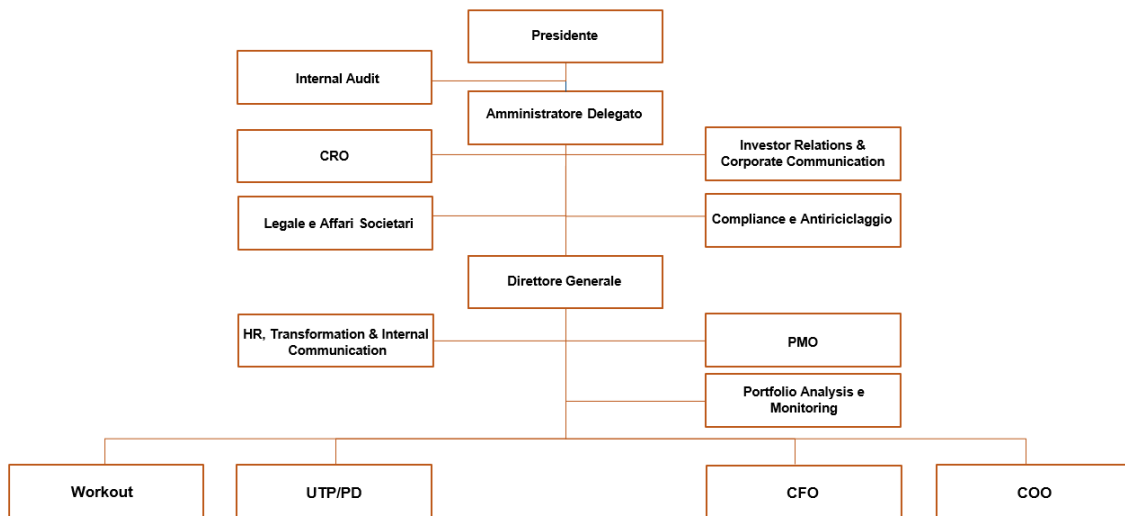 Presidente
Internal Audit
Amministratore Delegato
CRO
Investor Relations &
Corporate Communication
Legale e Affari Societari
Compliance e Antiriciclaggio
Direttore Generale
HR, Transformation & Internal
Communication
PMO
Portfolio Analysis e
Monitoring
Workout
UTP/PD
CFO
COO